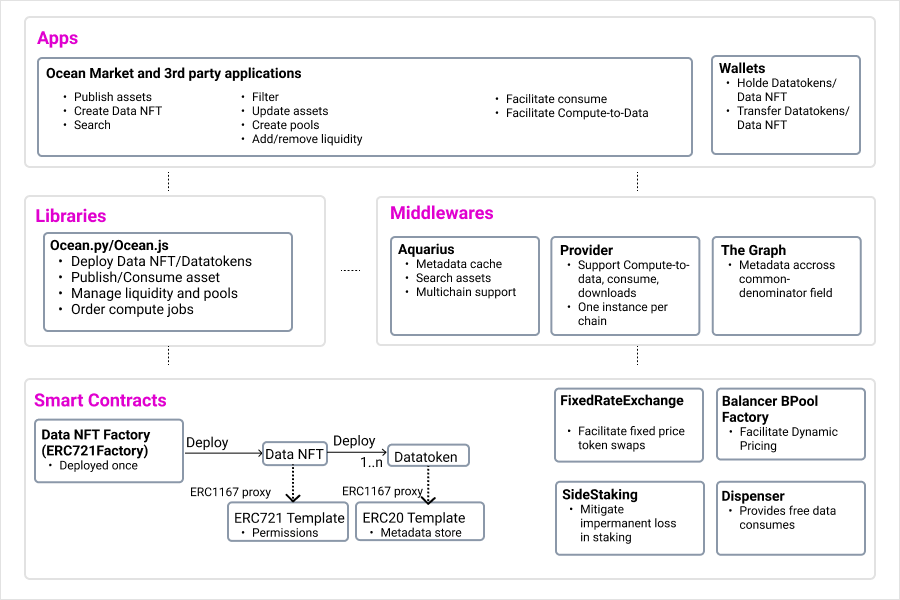 Apps
Ocean Market and 3rd party applications
• Publish assets
• Create Data NFT
• Search
• Filter
• Update assets
• Create pools
• Add/remove liquidity
• Facilitate consume
• Facilitate Compute-to-Data
Wallets
• Holde Datatokens/
Data NFT
• Transfer Datatokens/
Data NFT
Libraries
Ocean.py/Ocean.js
• Deploy Data NFT/Datatokens
• Publish/Consume asset
• Manage liquidity and pools
• Order compute jobs
Middlewares
Aquarius
• Metadata cache
• Search assets
• Multichain support
Provider
• Support Compute-to-
data, consume,
downloads
• One instance per
chain
The Graph
• Metadata accross
common-
denominator field
Smart Contracts
Data NFT Factory
(ERC721Factory)
• Deployed once
Deploy
Data NFT
Deploy
1..n
Datatoken
ERC1167 proxy
ERC1167 proxy
ERC721 Template
• Permissions
ERC20 Template
• Metadata store
FixedRateExchange
• Facilitate fixed price
token swaps
Balancer BPool
Factory
• Facilitate Dynamic
Pricing
SideStaking
• Mitigate
impermanent loss
in staking
Dispenser
• Provides free data
consumes